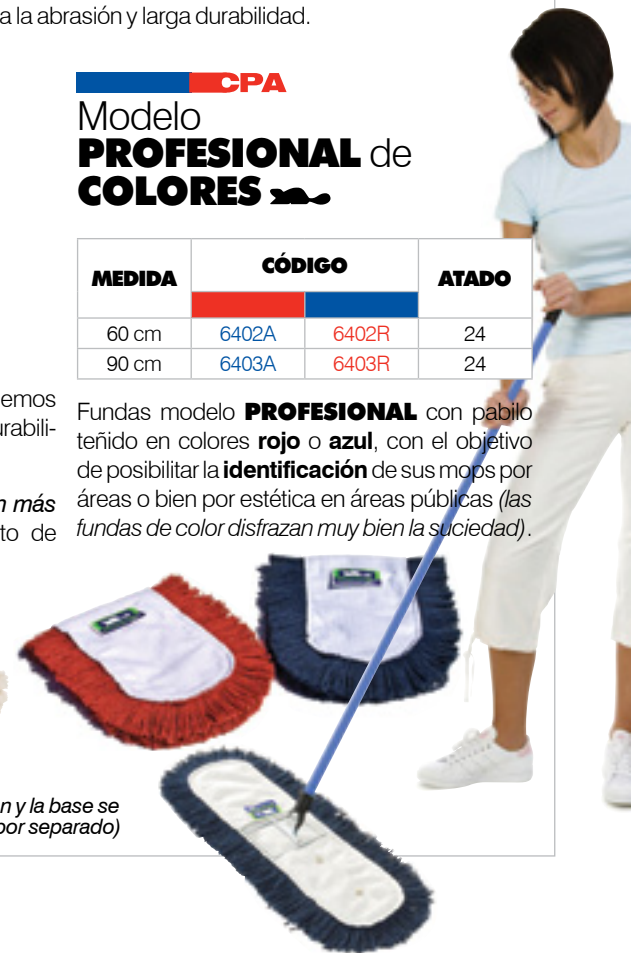 a la abrasión y larga durabilidad.
CPA
Modelo
PROFESIONAL de
COLORES
MEDIDA CÓDIGO ATADO
60 cm 6402A 6402R 24
90 cm 6403A 6403R 24
Fundas modelo PROFESIONAL con pabilo
teñido en colores rojo o azul, con el objetivo
de posibilitar la identificación de sus mops por
áreas o bien por estética en áreas públicas (las
fundas de color disfrazan muy bien la suciedad).
emos
urabili-
n más
to de
n y la base se
por separado)